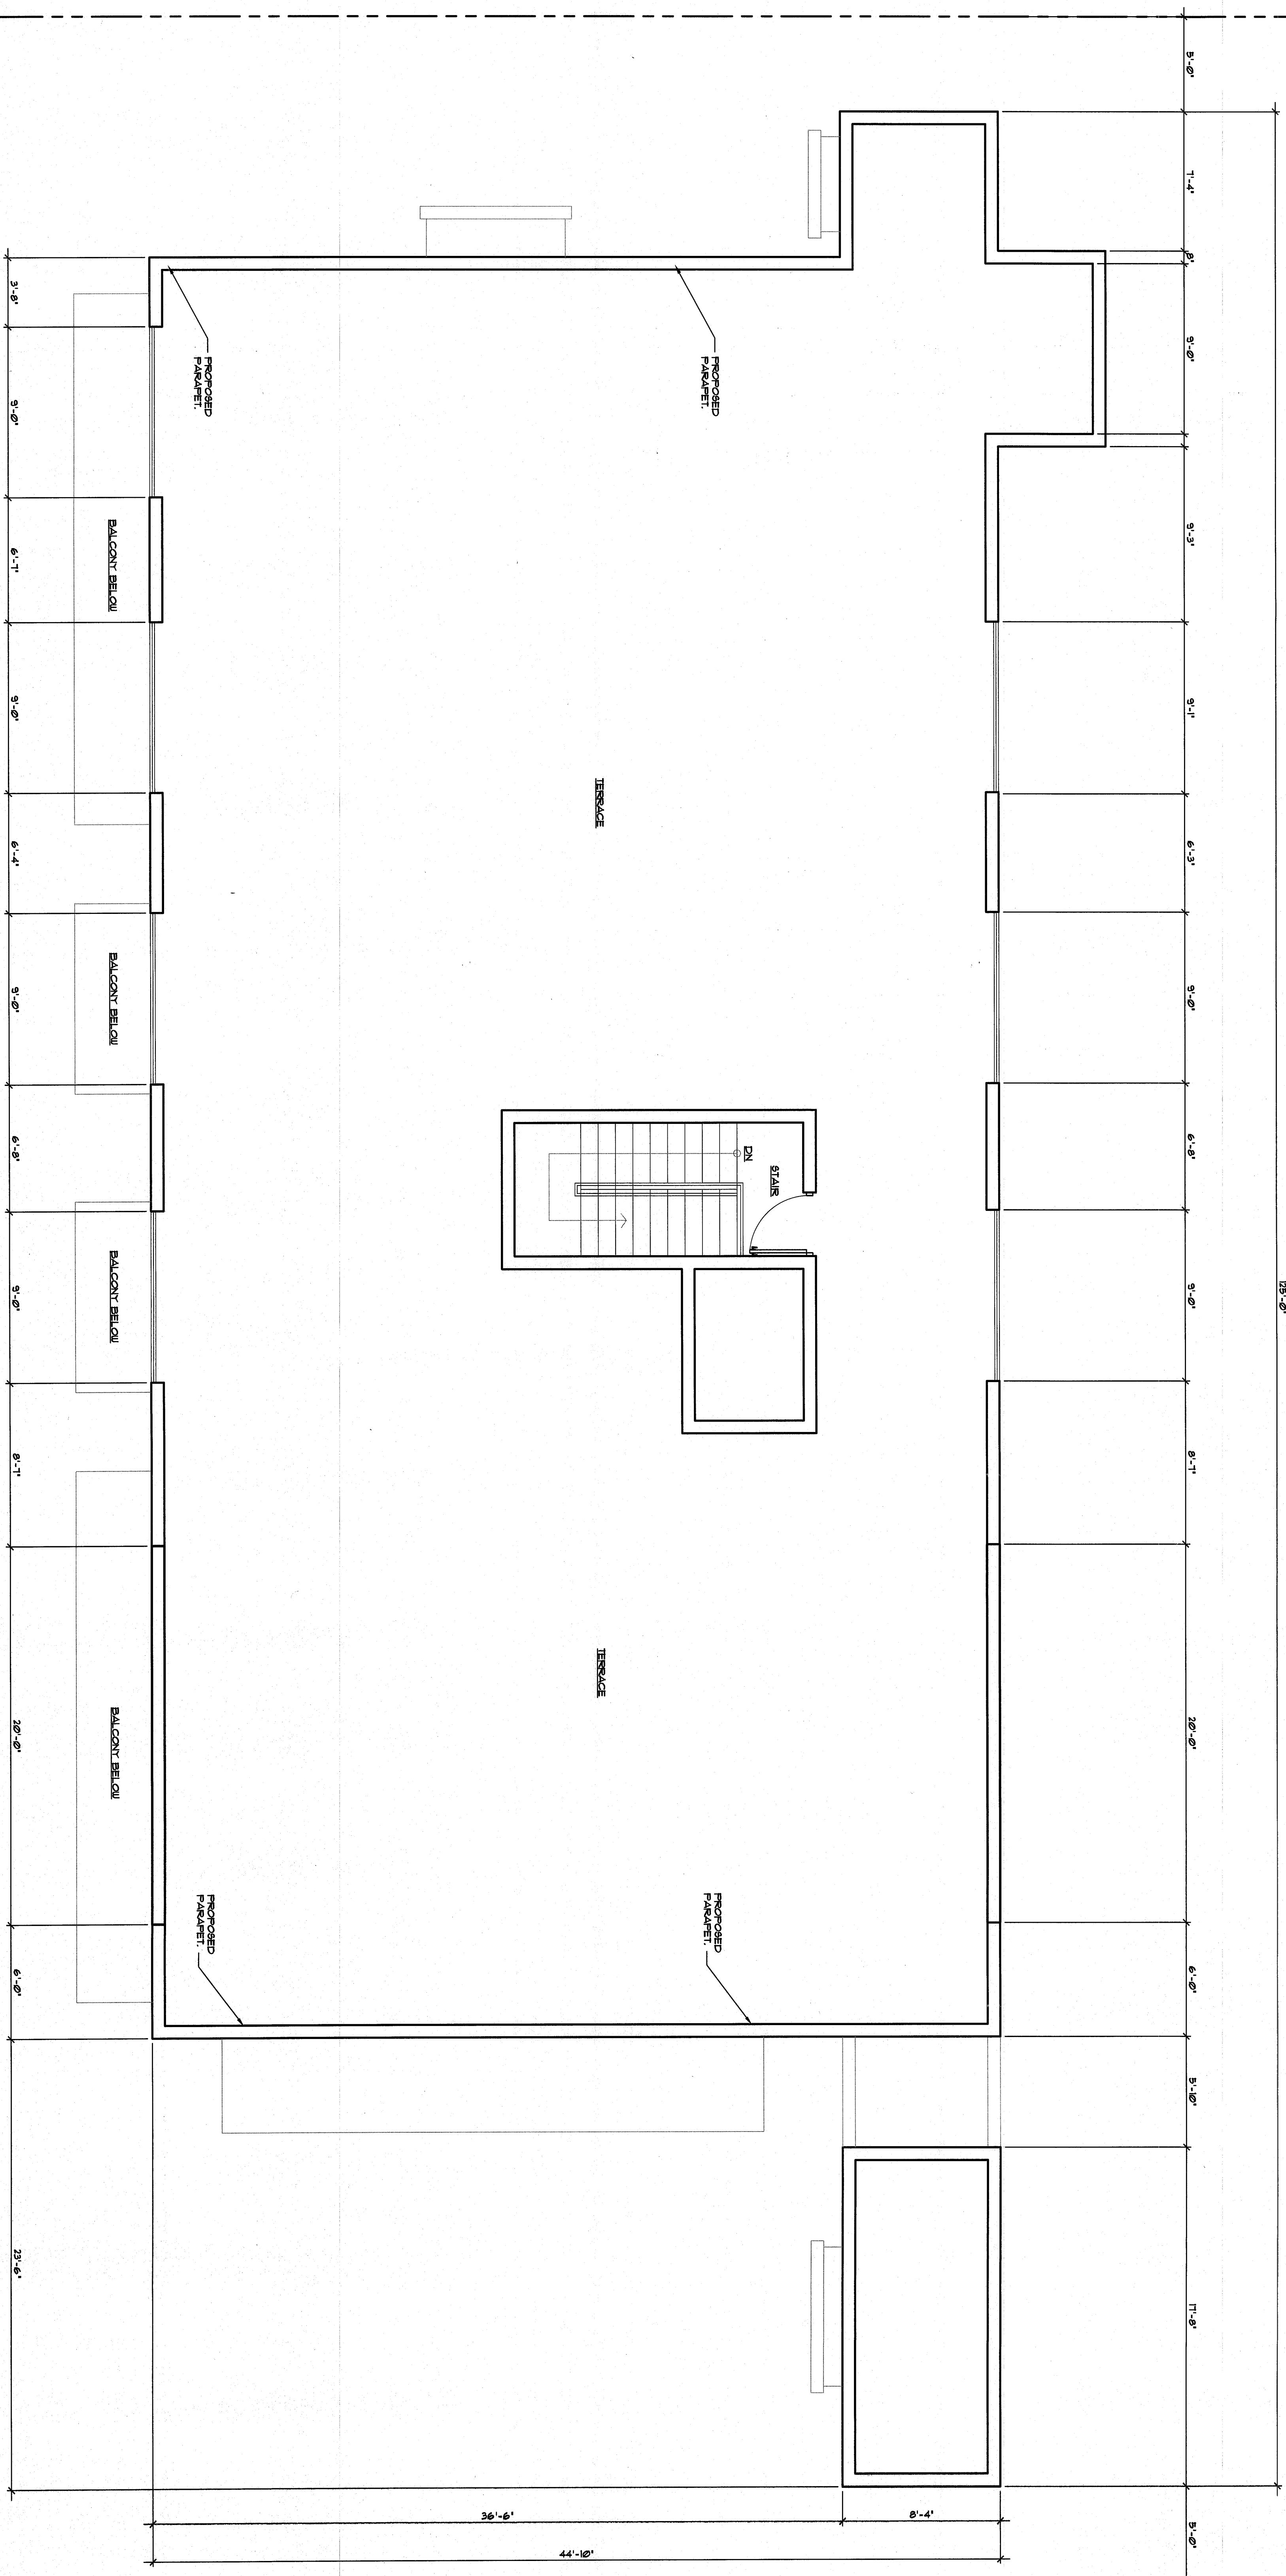 5'-0"
7'-4"
8"
9'-0"
9'-3"
9'-1"
6'-3"
9'-0"
6'-8"
9'-0"
8'-7"
20'-0"
6'-0"
5'-10"
17'-8"
5'-0"
125'-0"
PROPOSED
PARAPET.
PROPOSED
PARAPET.
TERRACE
STAIR
DN
TERRACE
PROPOSED
PARAPET.
PROPOSED
PARAPET.
BALCONY BELOW
BALCONY BELOW
BALCONY BELOW
BALCONY BELOW
3'-8"
9'-0"
6'-7"
9'-0"
6'-4"
9'-0"
6'-8"
9'-0"
8'-7"
20'-0"
6'-0"
23'-6"
36'-6"
8'-4"
44'-10"